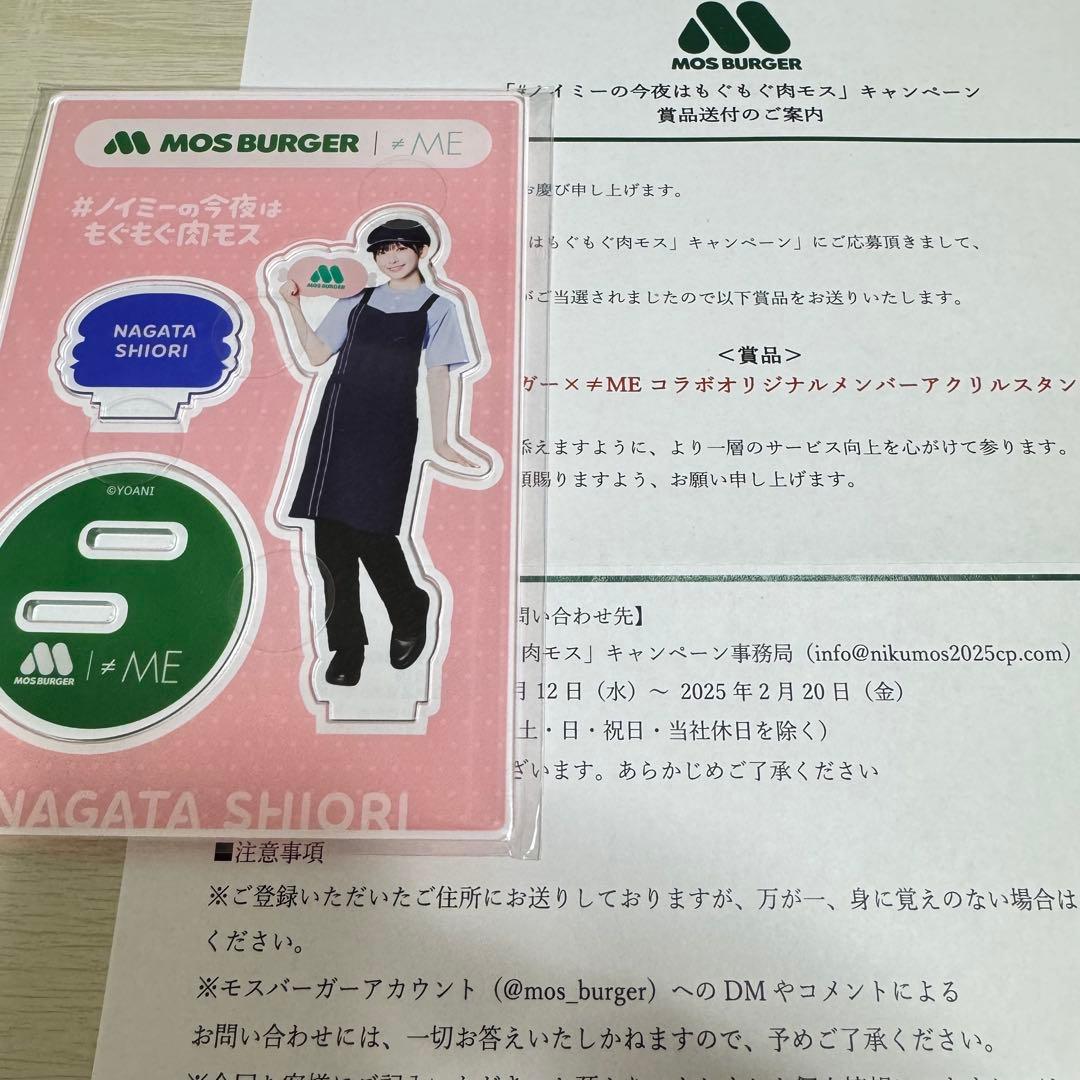 MOS BURGER
「#ノイミーの今夜はもぐもぐ肉モス」キャンペーン
賞品送付のご案内
お慶び申し上げます。
はもぐもぐ肉モス」キャンペーン」にご応募頂きまして、
がご当選されましたので以下賞品をお送りいたします。
＜賞品＞
ガー×≠ME コラボオリジナルメンバーアクリルスタン
添えますように、より一層のサービス向上を心がけて参ります。
願賜りますよう、お願い申し上げます。
問い合わせ先】
肉モス」キャンペーン事務局（info@nikumos2025cp.com）
月 12 日（水）～ 2025 年 2 月 20 日（金）
土・日・祝日・当社休日を除く）
ざいます。あらかじめご了承ください
■注意事項
※ご登録いただいたご住所にお送りしておりますが、万が一、身に覚えのない場合は
ください。
※モスバーガーアカウント（@mos_burger）への DM やコメントによる
お問い合わせには、一切お答えいたしかねますので、予めご了承ください。
MOS BURGER | ≠ ME
#ノイミーの今夜は
もぐもぐ肉モス
MOS BURGER
NAGATA
SHIORI
©YOANI
MOS BURGER | ≠ ME
NAGATA SHIORI